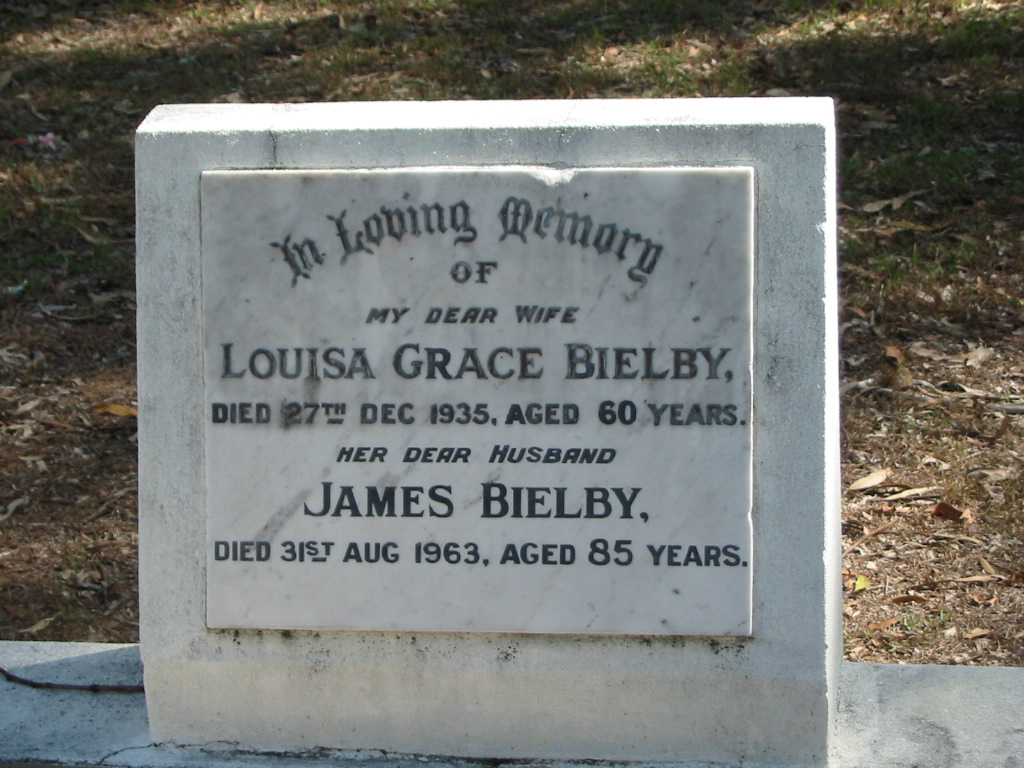 In Loving Memory
OF
MY DEAR WIFE
LOUISA GRACE BIELBY,
DIED 27TH DEC 1935, AGED 60 YEARS.
HER DEAR HUSBAND
JAMES BIELBY,
DIED 31ST AUG 1963, AGED 85 YEARS.